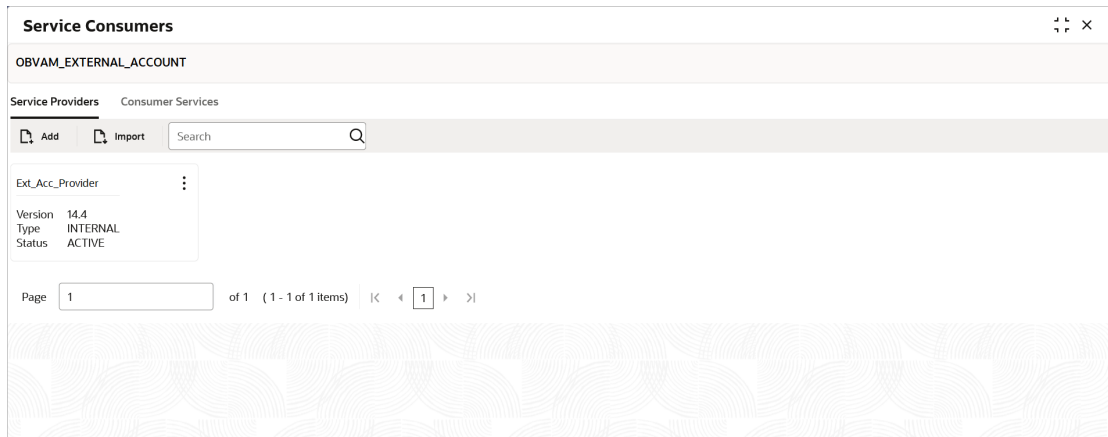 Service Consumers
OBVAM_EXTERNAL_ACCOUNT
Service Providers Consumer Services
Add Import Search
Ext_Acc_Provider
Version 14.4
Type INTERNAL
Status ACTIVE
Page 1 of 1 ( 1 - 1 of 1 items) 1